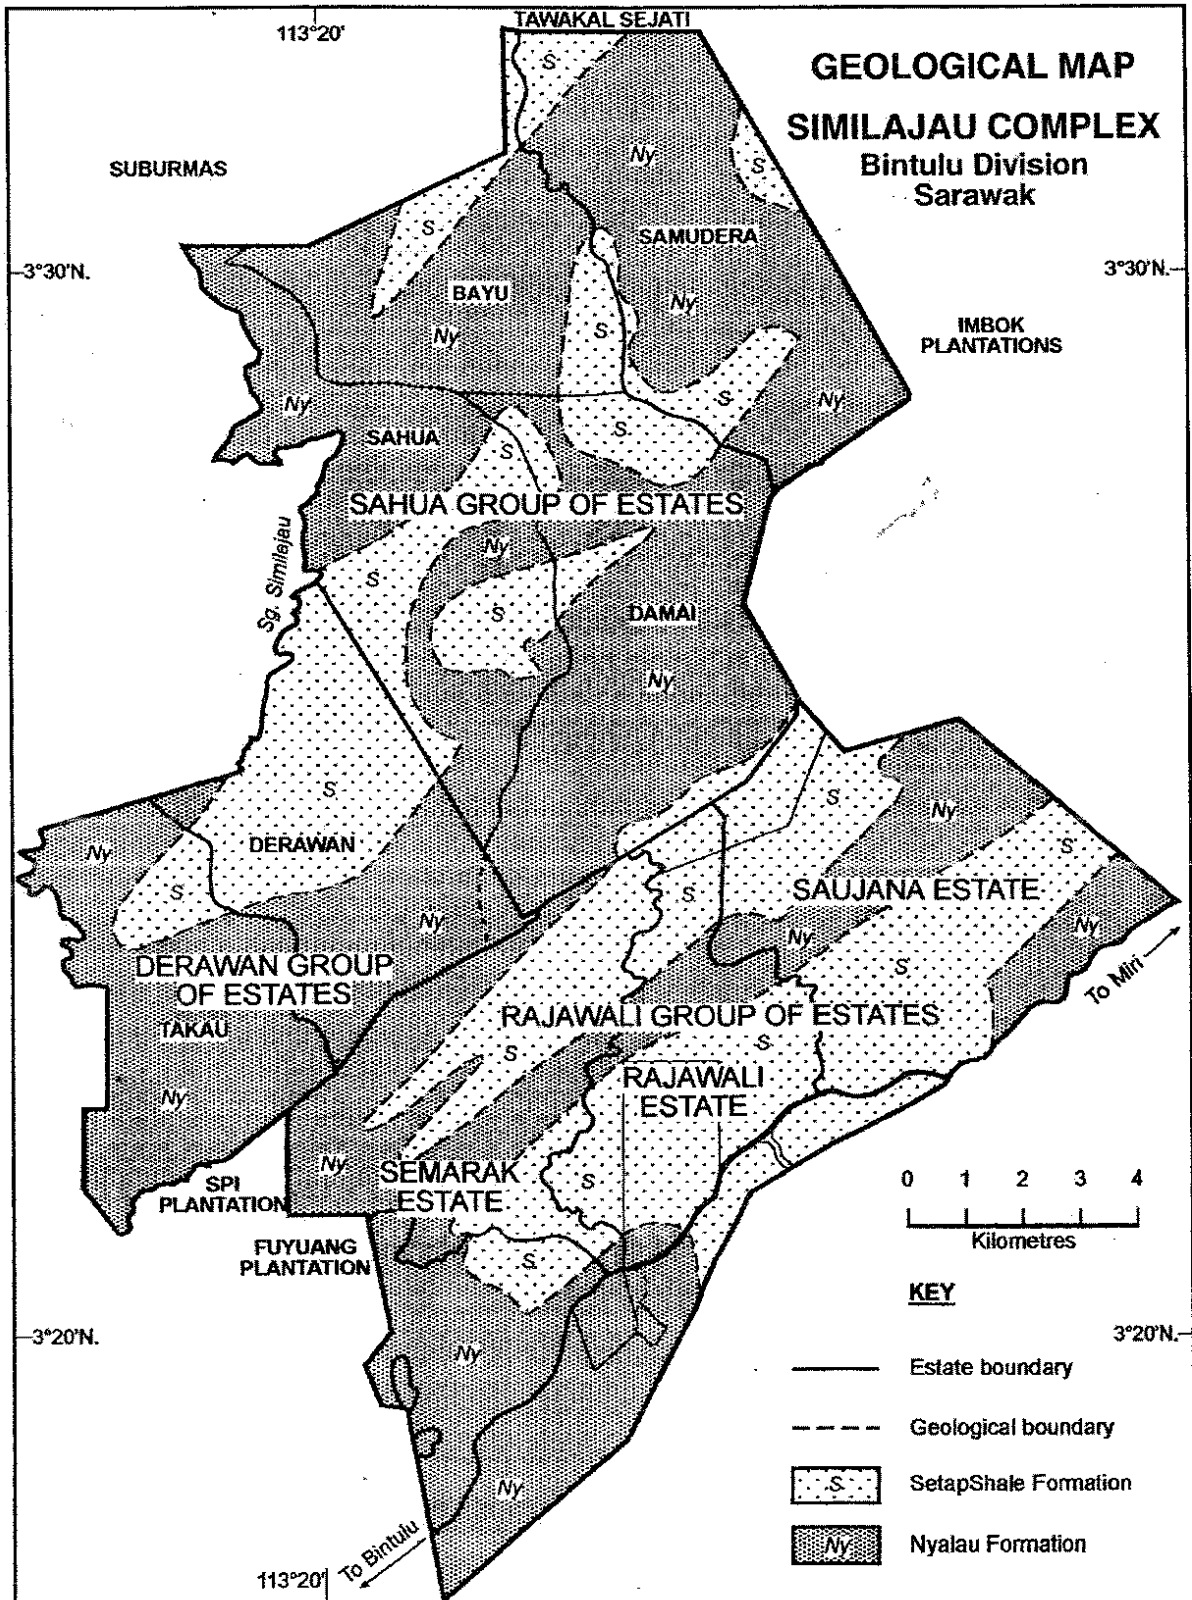 TAWAKAL SEJATI
113°20'
GEOLOGICAL MAP
SIMILAJAU COMPLEX
Bintulu Division
Sarawak
S
SUBURMAS
Ny
S
S
SAMUDERA
3°30'N.
3°30'N.
BAYU
Ny
S
Ny
IMBOK
PLANTATIONS
Ny
S
Ny
SAHUA
S
S
SAHUA GROUP OF ESTATES
Ny
Sg. Similajau
S
S
DAMAI
Ny
S
S
Ny
S
DERAWAN
Ny
S
S
SAUJANA ESTATE
Ny
Ny
Ny
S
DERAWAN GROUP
OF ESTATES
To Miri
TAKAU
RAJAWALI GROUP OF ESTATES
S
S
RAJAWALI
ESTATE
Ny
Ny
SEMARAK
ESTATE
S
SPI
PLANTATION
0 1 2 3 4
Kilometres
FUYUANG
PLANTATION
S
KEY
3°20'N.
3°20'N.
Ny
Estate boundary
Geological boundary
S
SetapShale Formation
Ny
Ny
Nyalau Formation
To Bintulu
113°20'